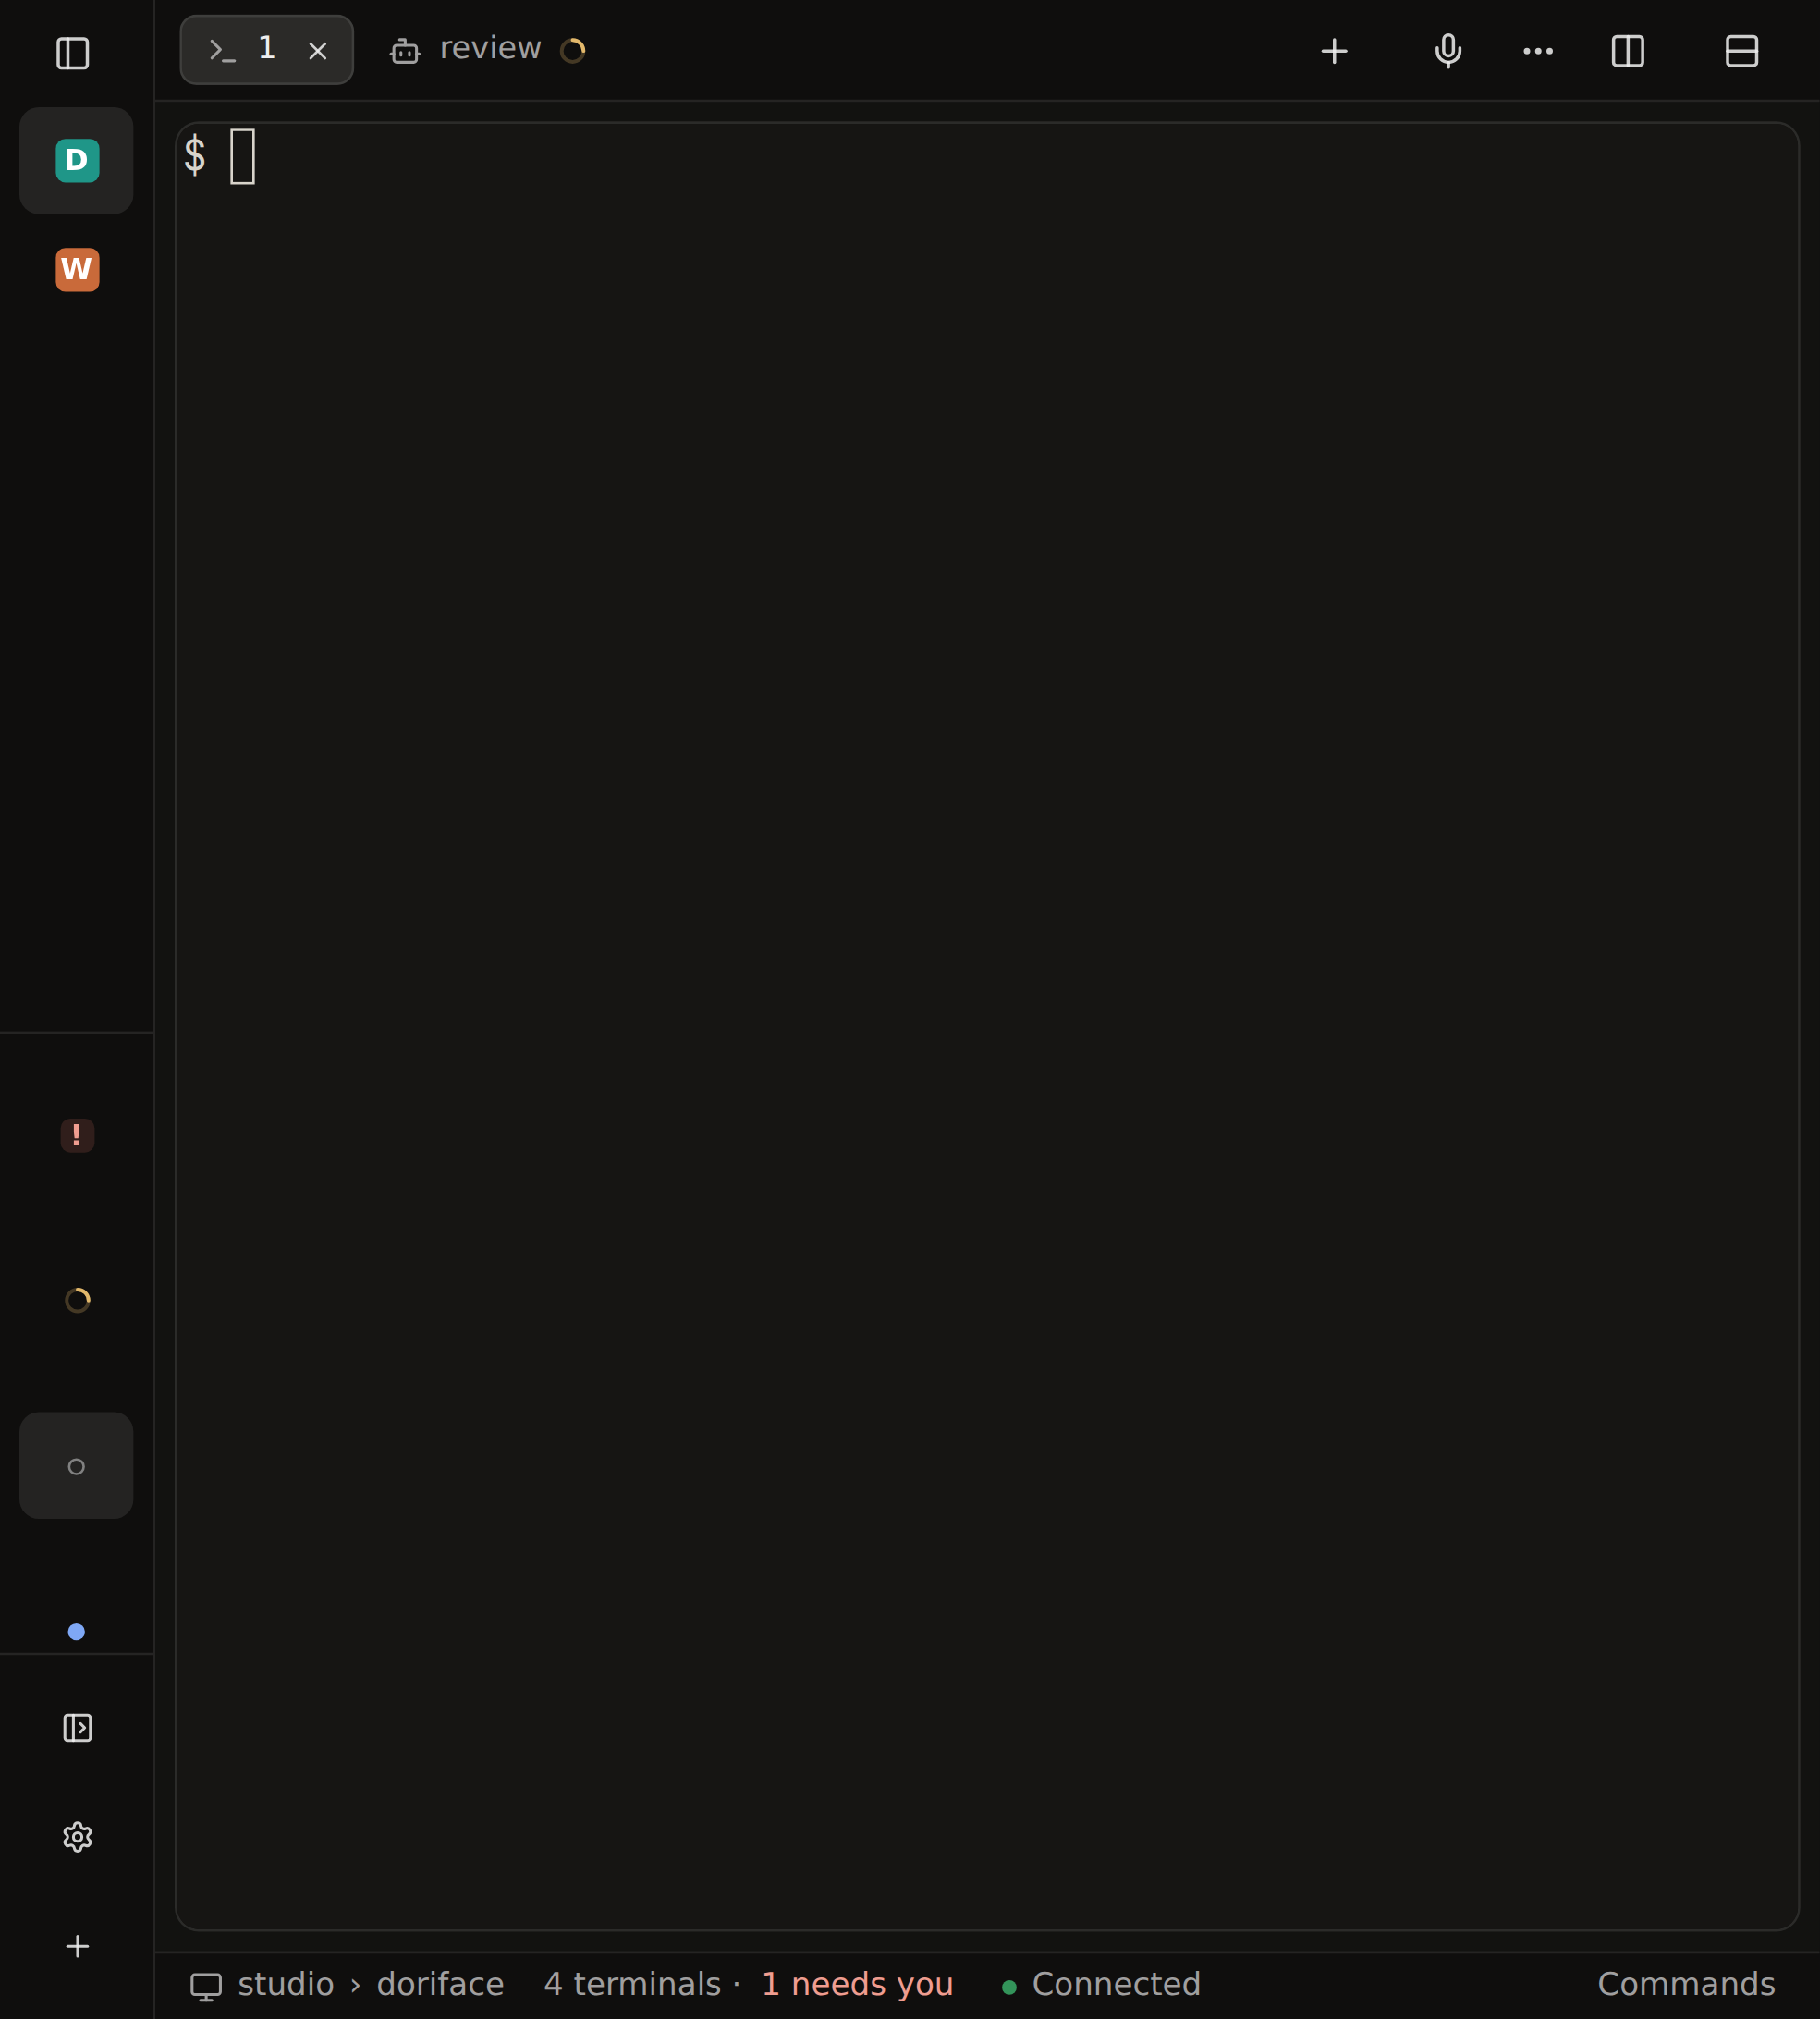 1 review
D
$
W
!
studio › doriface 4 terminals · 1 needs you Connected Commands